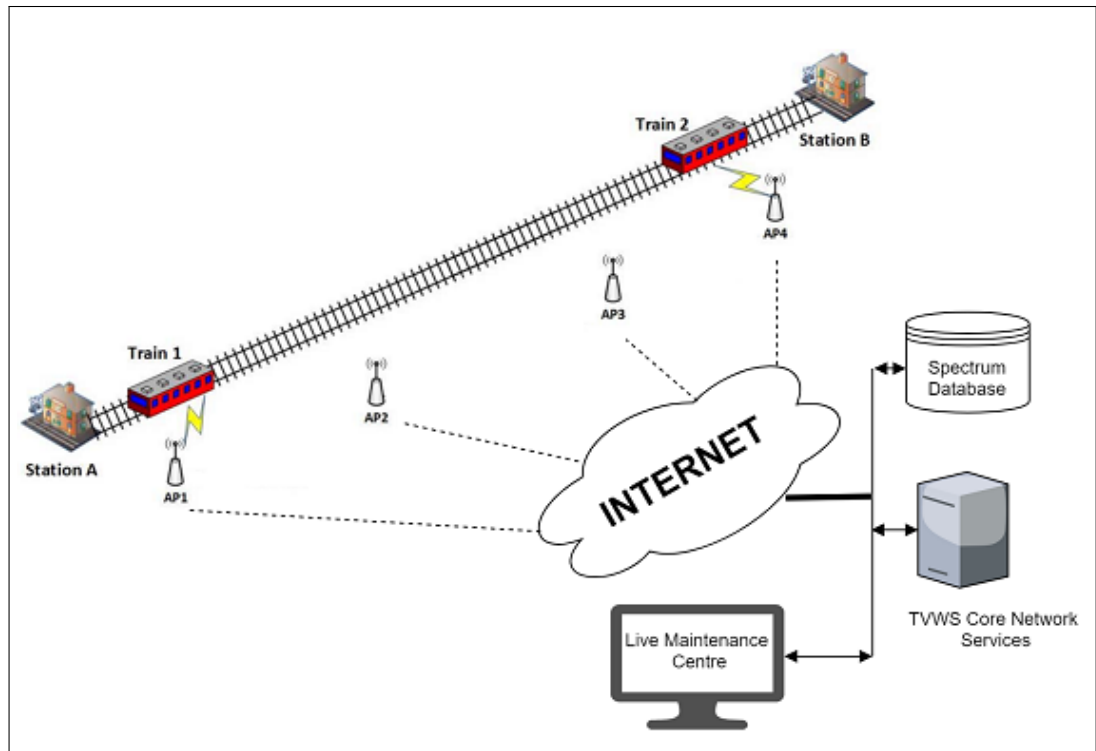 Train 2
Station B
AP4
AP3
Train 1
Spectrum
Database
AP2
INTERNET
Station A
AP1
TVWS Core Network
Services
Live Maintenance
Centre